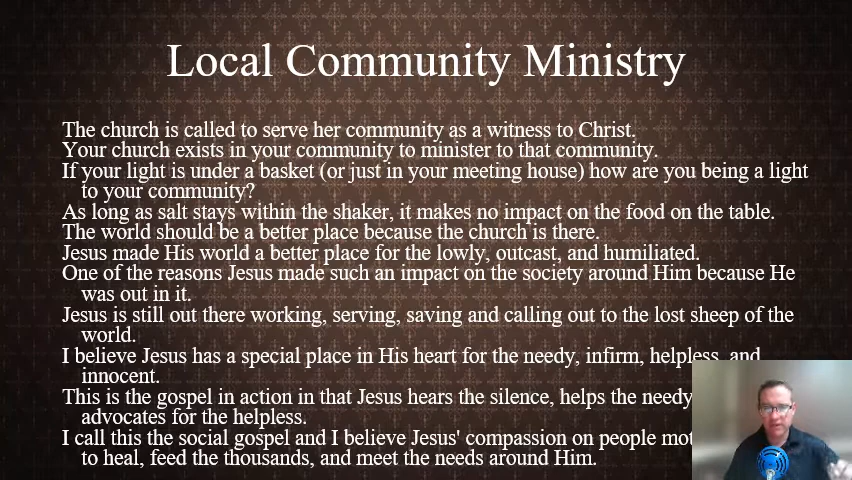 Local Community Ministry
The church is called to serve her community as a witness to Christ.
Your church exists in your community to minister to that community.
If your light is under a basket (or just in your meeting house) how are you being a light
to your community?
As long as salt stays within the shaker, it makes no impact on the food on the table.
The world should be a better place because the church is there.
Jesus made His world a better place for the lowly, outcast, and humiliated.
One of the reasons Jesus made such an impact on the society around Him because He
was out in it.
Jesus is still out there working, serving, saving and calling out to the lost sheep of the
world.
I believe Jesus has a special place in His heart for the needy, infirm, helpless, and
innocent.
This is the gospel in action in that Jesus hears the silence, helps the needy
advocates for the helpless.
I call this the social gospel and I believe Jesus' compassion on people
to heal, feed the thousands, and meet the needs around Him.